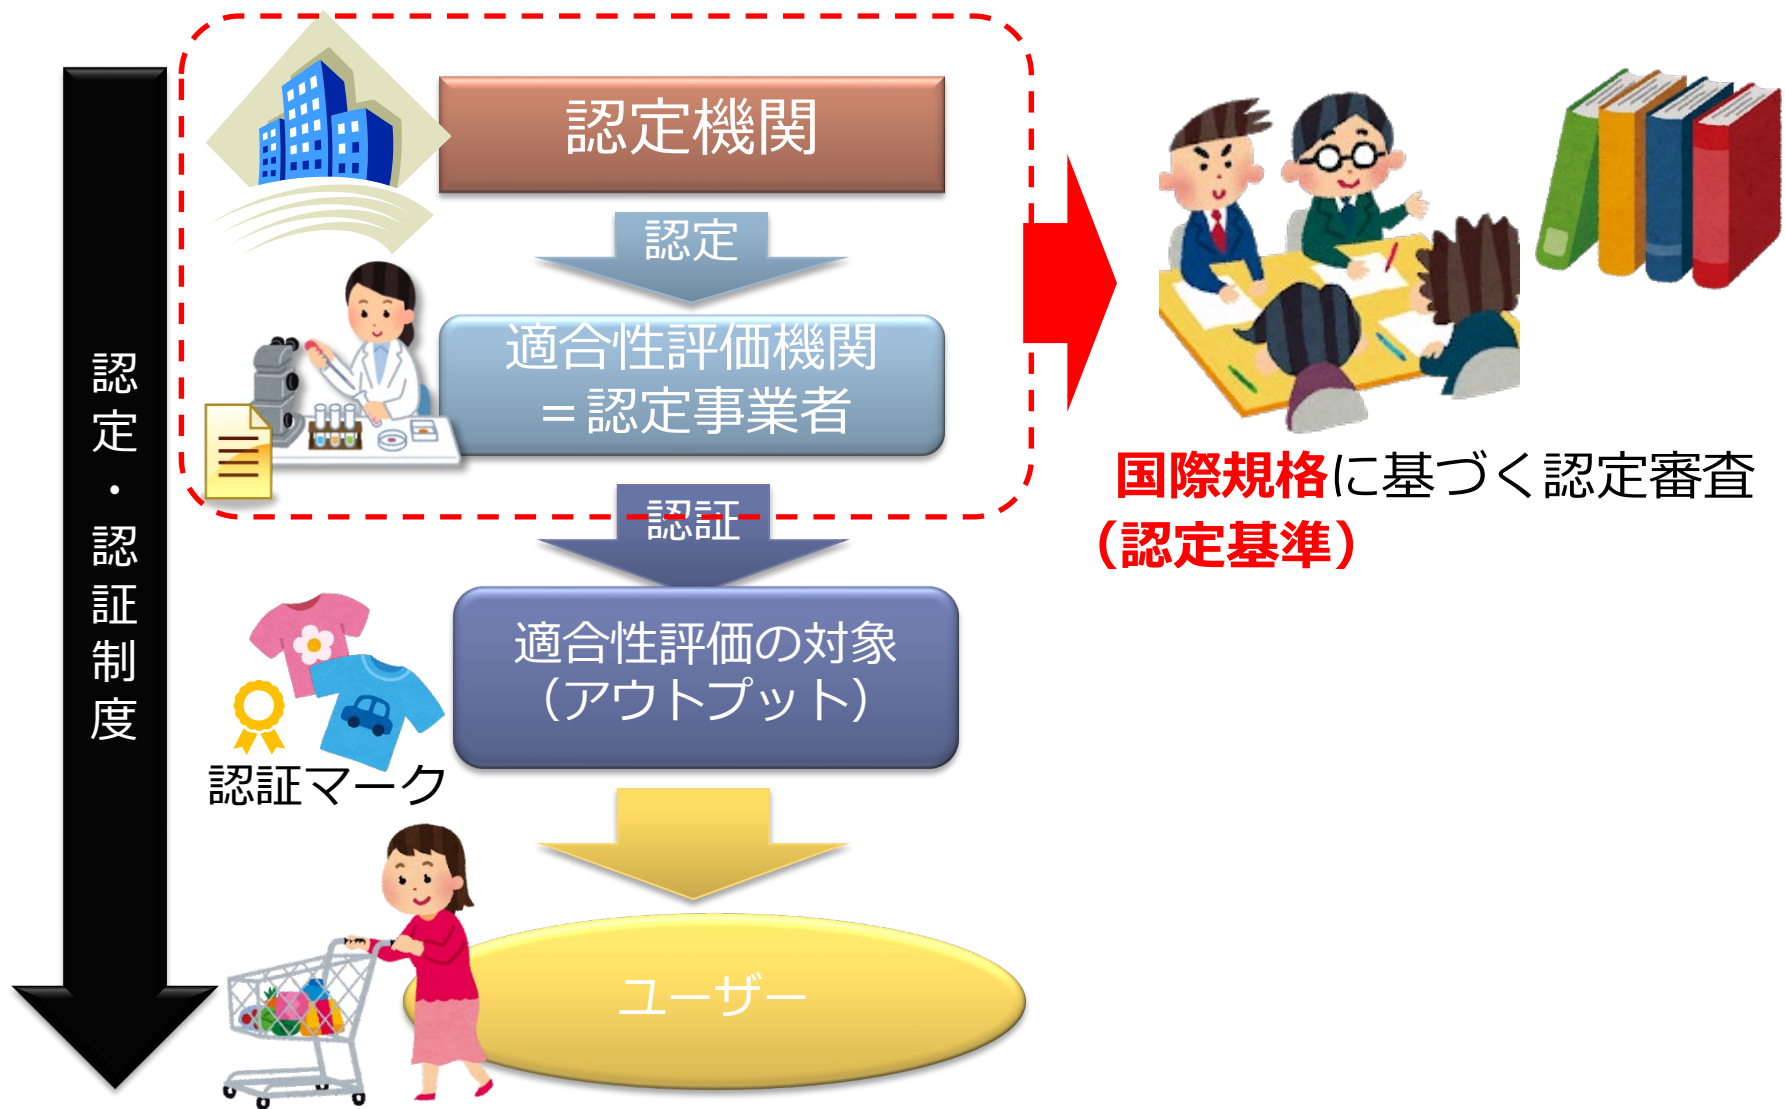 認定・認証制度
認定機関
認定
適合性評価機関
＝認定事業者
認証
適合性評価の対象
（アウトプット）
認証マーク
ユーザー
国際規格に基づく認定審査
（認定基準）